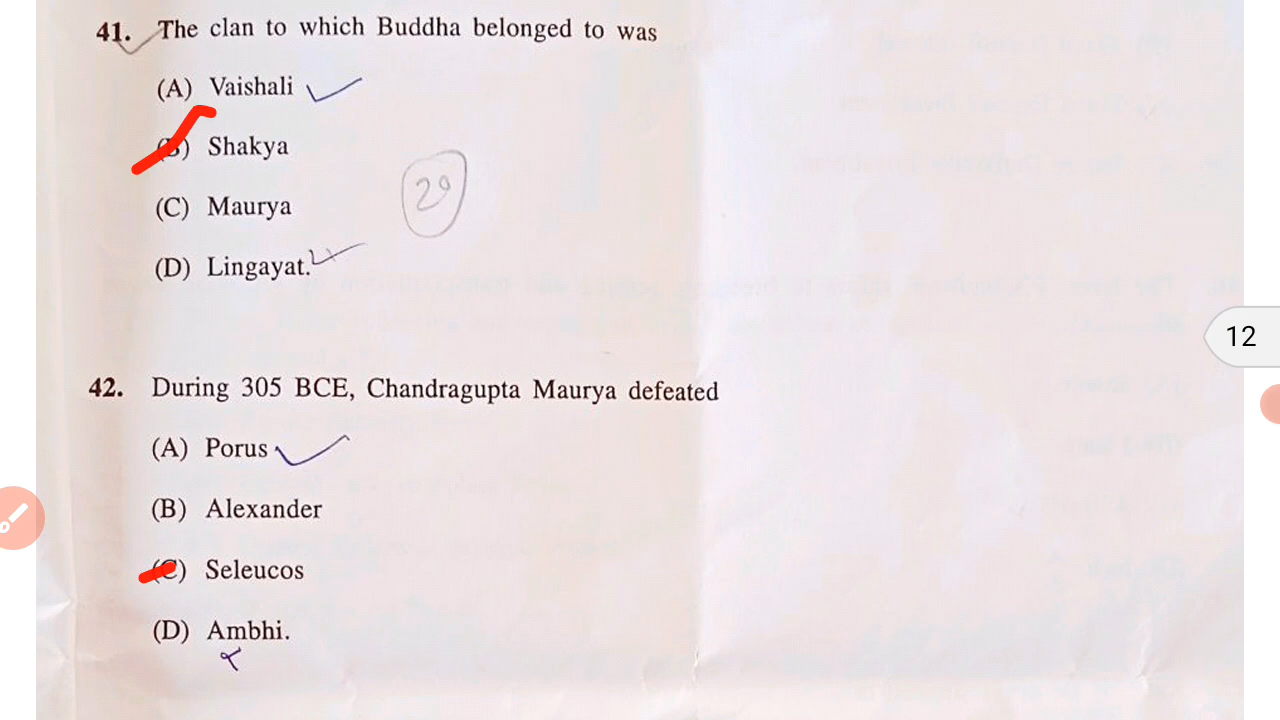 41. The clan to which Buddha belonged to was
(A) Vaishali
(B) Shakya
(C) Maurya
29
(D) Lingayat.
12
42. During 305 BCE, Chandragupta Maurya defeated
(A) Porus
(B) Alexander
(C) Seleucos
(D) Ambhi.